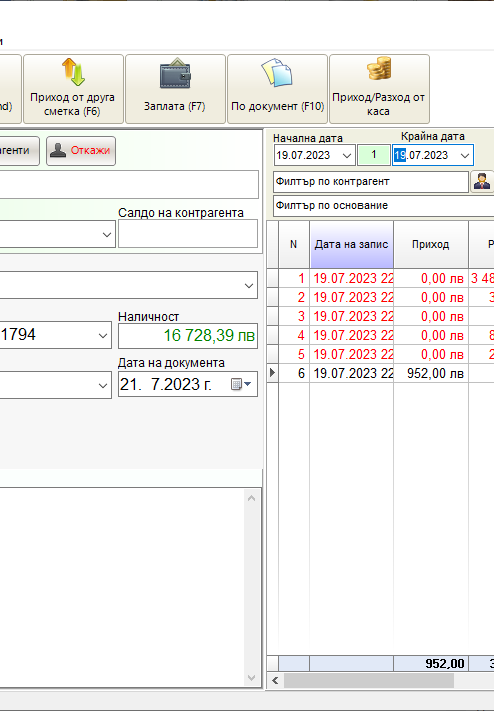 и
nd)
Приход от друга
сметка (F6)
Заплата (F7)
По документ (F10)
Приход/Разход от
каса
агенти
Откажи
Салдо на контрагента
1794
Наличност
16 728,39 лв
Дата на документа
21. 7.2023 г.
Начална дата
Крайна дата
19.07.2023
1
19.07.2023
Филтър по контрагент
Филтър по основание
N Дата на запис Приход Р
1 19.07.2023 22 0,00 лв 3 48
2 19.07.2023 22 0,00 лв 3
3 19.07.2023 22 0,00 лв
4 19.07.2023 22 0,00 лв 8
5 19.07.2023 22 0,00 лв 2
6 19.07.2023 22 952,00 лв
952,00 3